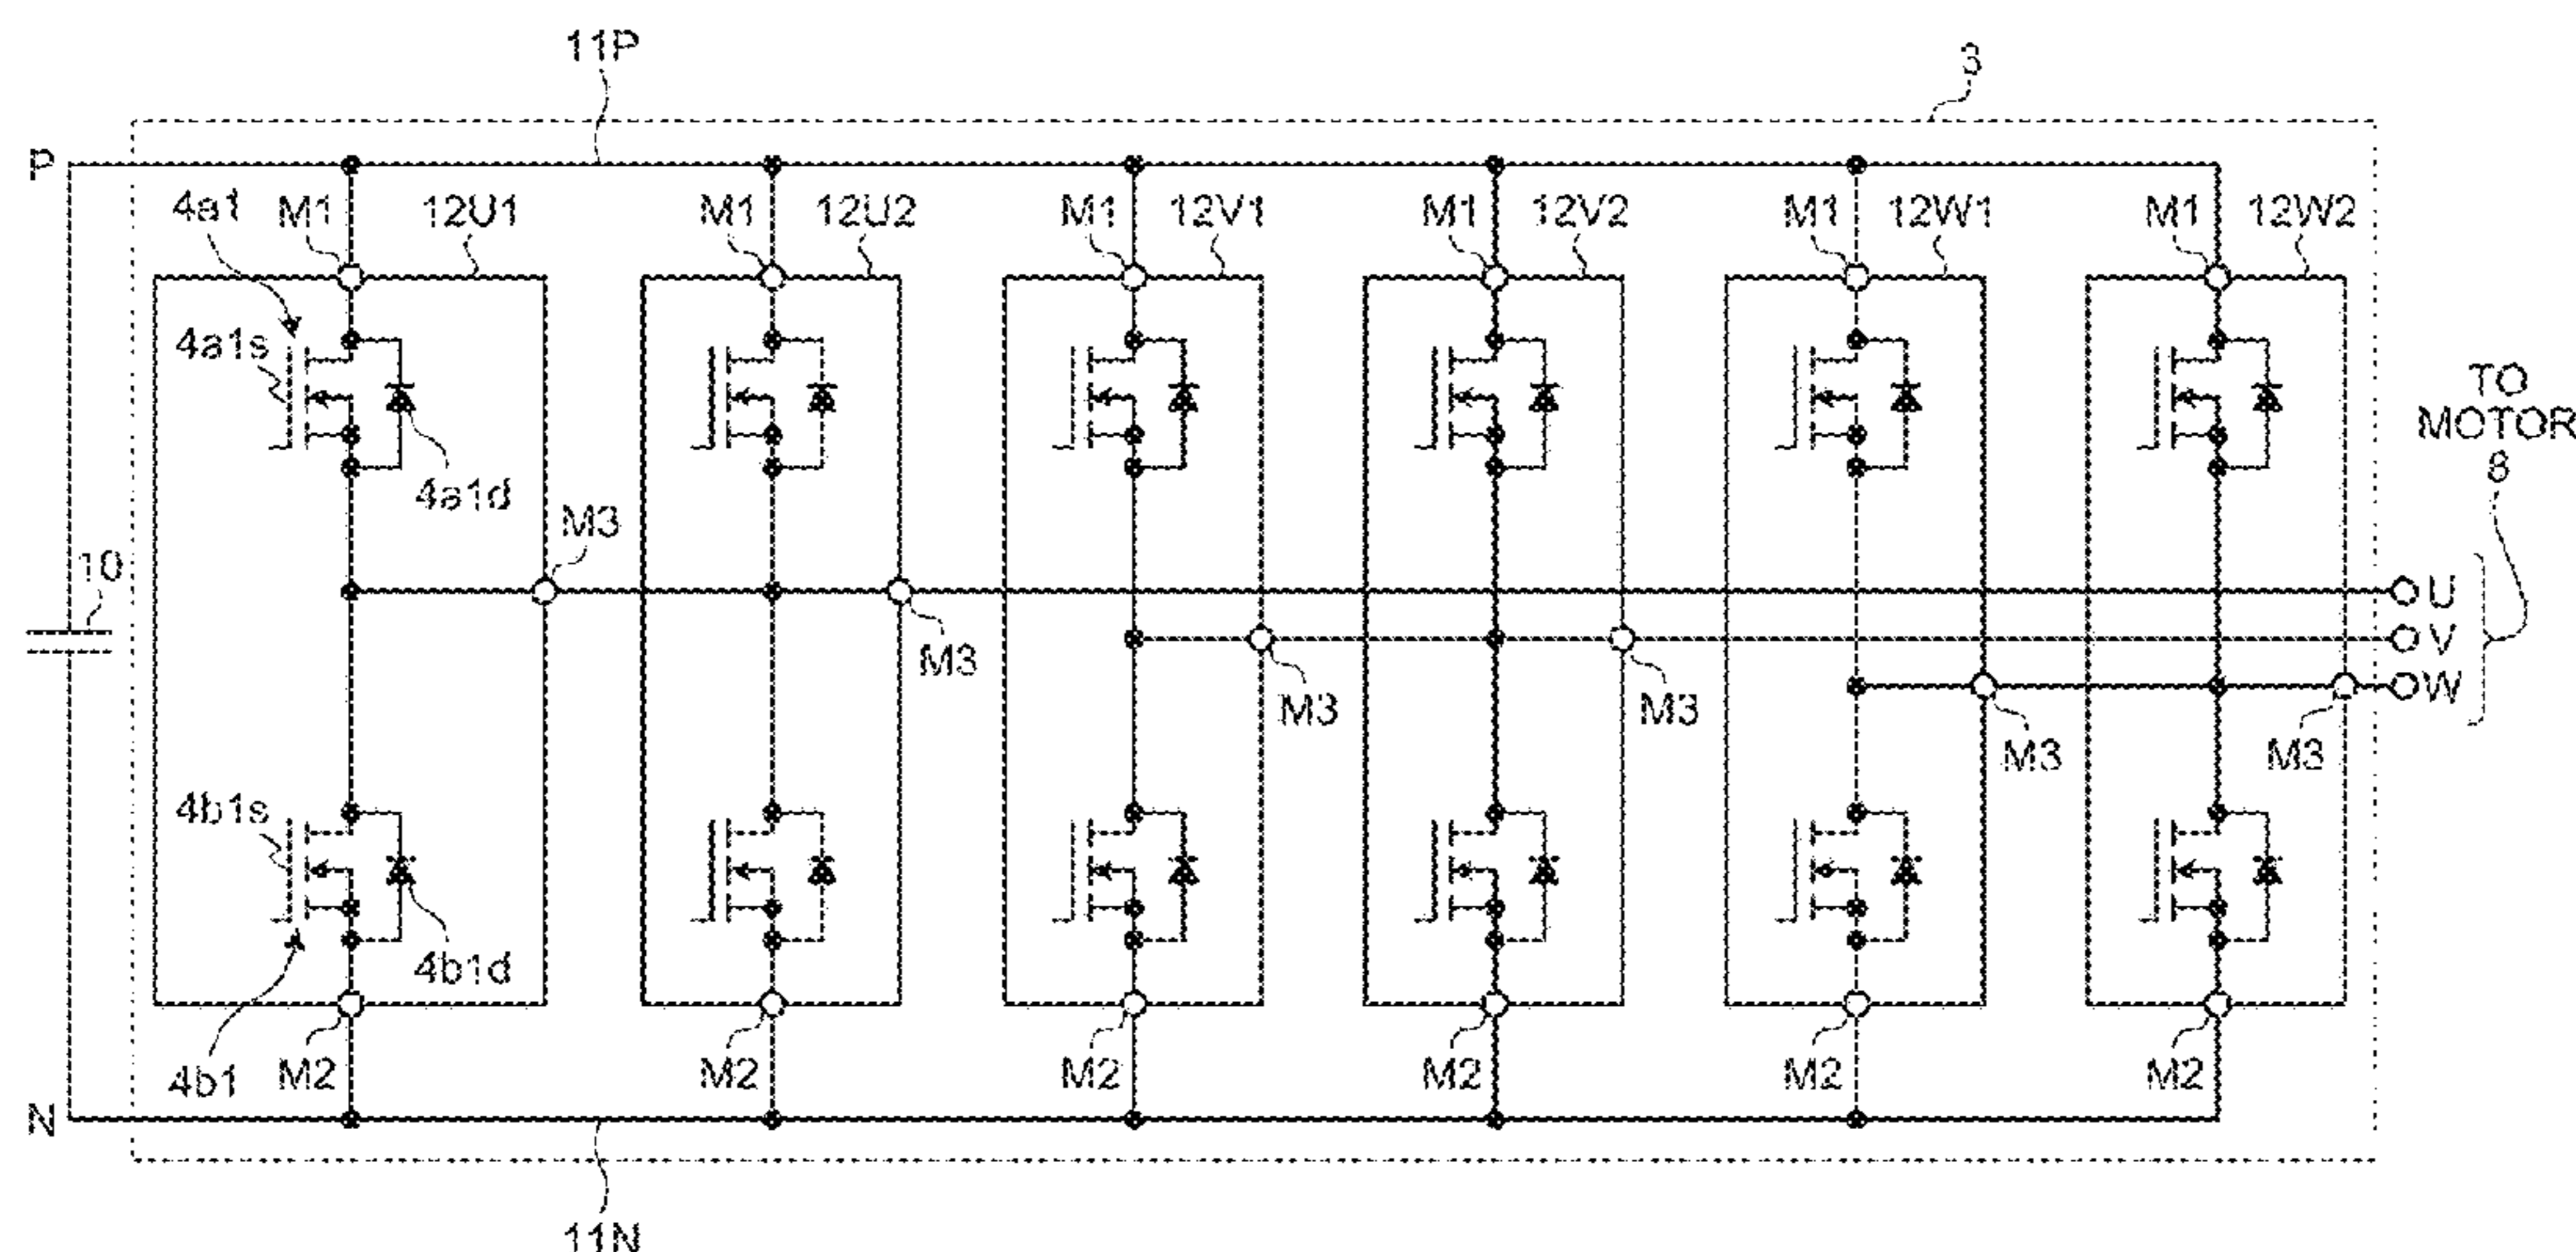 11P
3
P
4a1 M1 12U1 M1 12U2 M1 12V1 M1 12V2 M1 12W1 M1 12W2
4a1s
4a1d
TO
MOTOR
8
M3
10
U
M3
V
M3
M3
W
M3
M3
4b1s
4b1d
4b1 M2 M2 M2 M2 M2 M2
N
11N